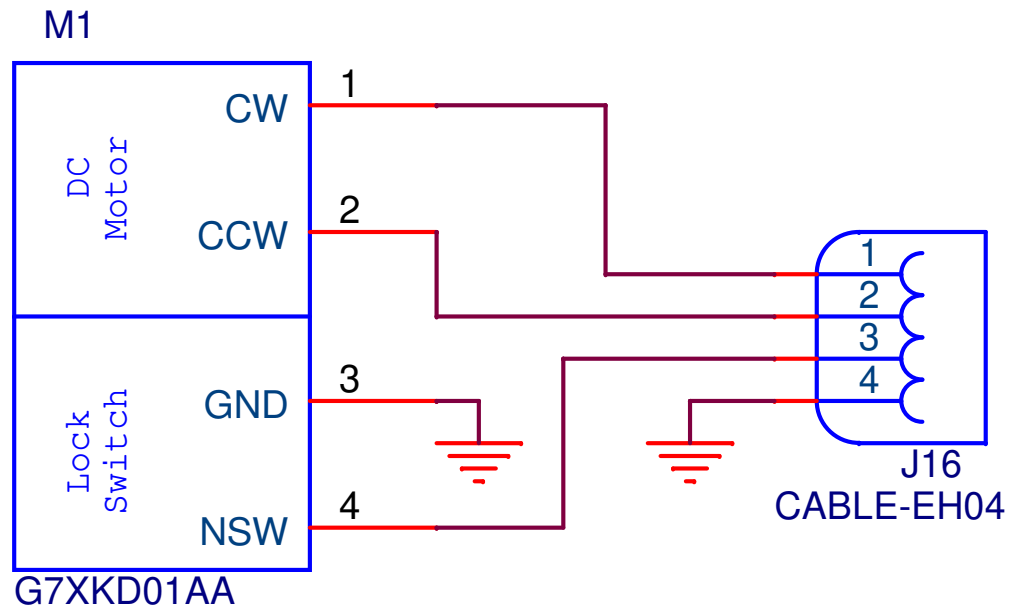 M1
1
CW
DC
Motor
2
CCW
1
2
3
4
3
GND
Lock
Switch
4
NSW
J16
CABLE-EH04
G7XKD01AA